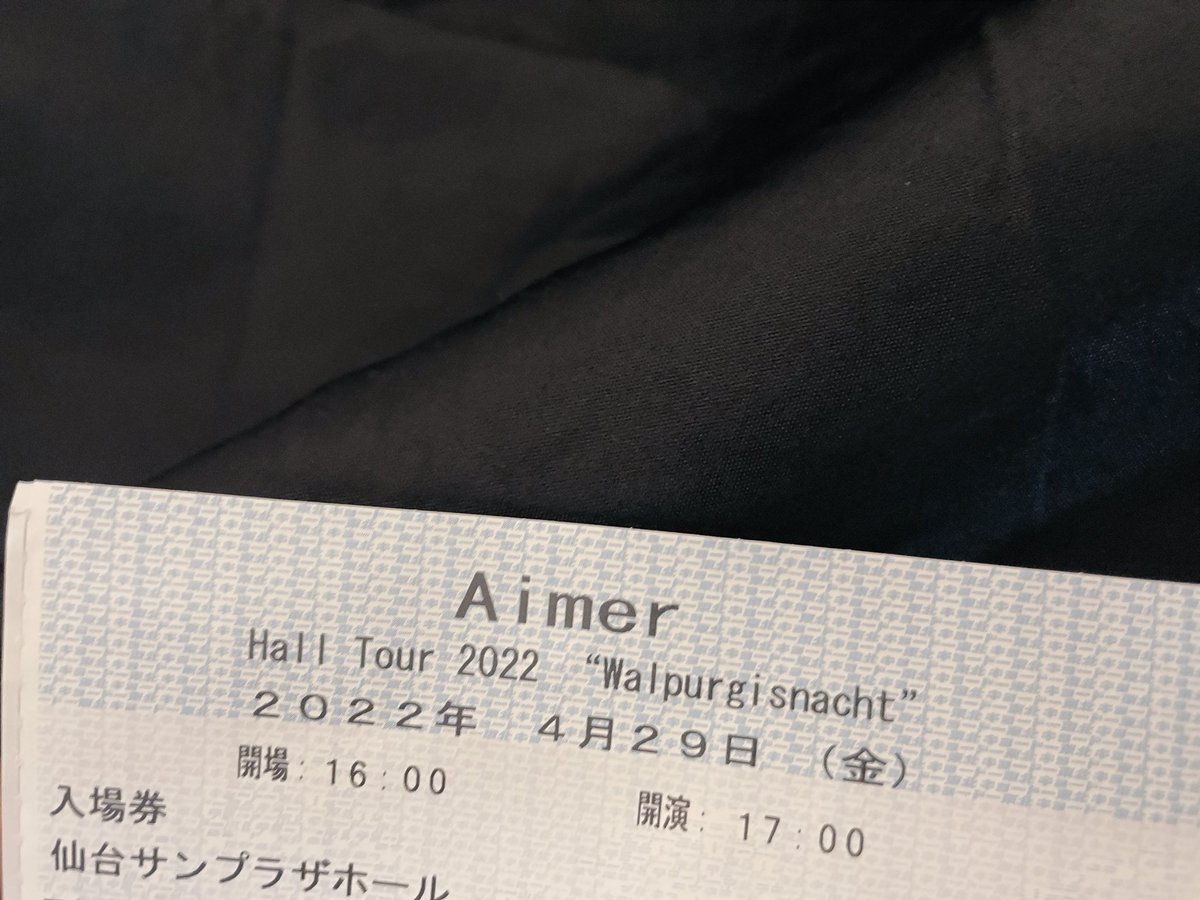 Aimer
Hall Tour 2022 “Walpurgisnacht”
２０２２年 ４月２９日 （金）
開場：１６：００
開演：１７：００
入場券
仙台サンプラザホール